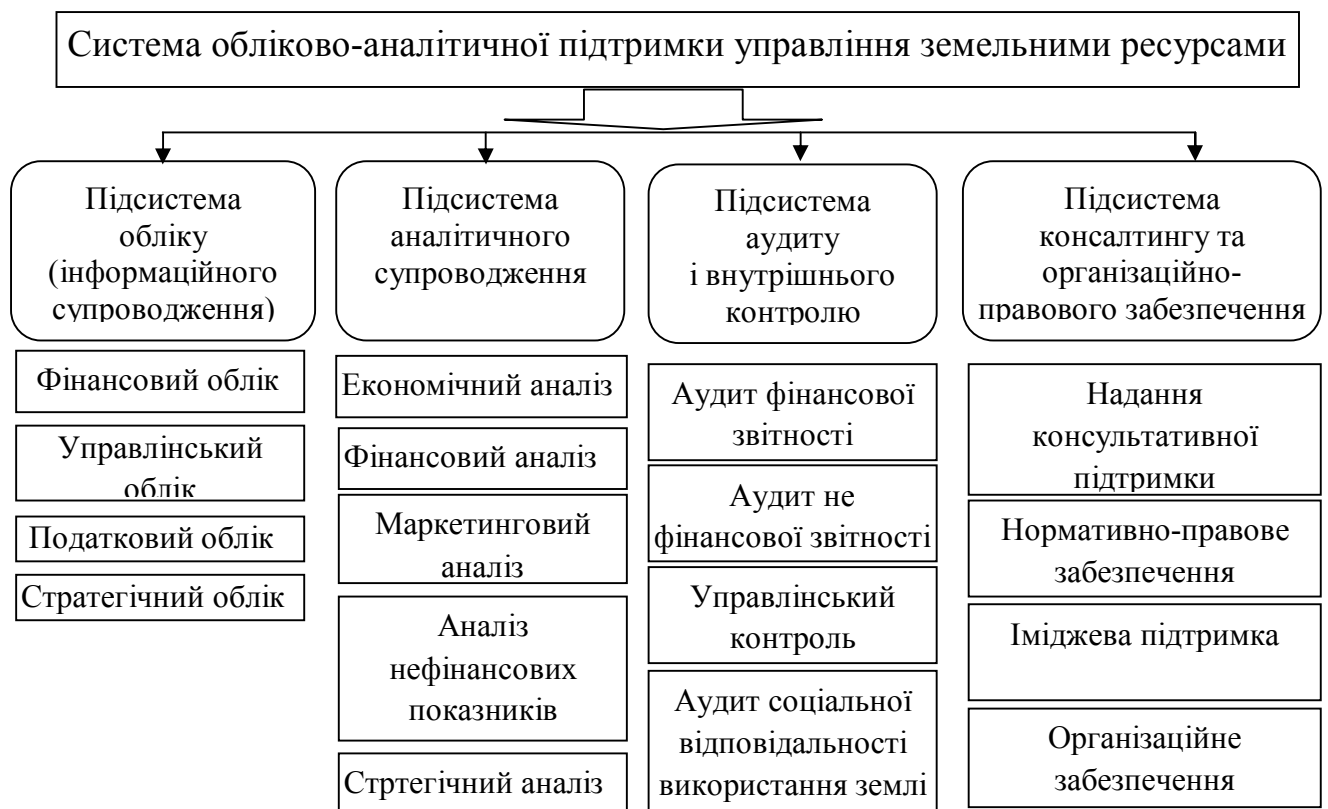 Система обліково-аналітичної підтримки управління земельними ресурсами
Підсистема
обліку
(інформаційного
супроводження)
Фінансовий облік
Управлінський
облік
Податковий облік
Стратегічний облік
Підсистема
аналітичного
супроводження
Економічний аналіз
Фінансовий аналіз
Маркетинговий
аналіз
Аналіз
нефінансових
показників
Стртегічний аналіз
Підсистема
аудиту
і внутрішнього
контролю
Аудит фінансової
звітності
Аудит не
фінансової звітності
Управлінський
контроль
Аудит соціальної
відповідальності
використання землі
Підсистема
консалтингу та
організаційно-
правового забезпечення
Надання
консультативної
підтримки
Нормативно-правове
забезпечення
Іміджева підтримка
Організаційне
забезпечення